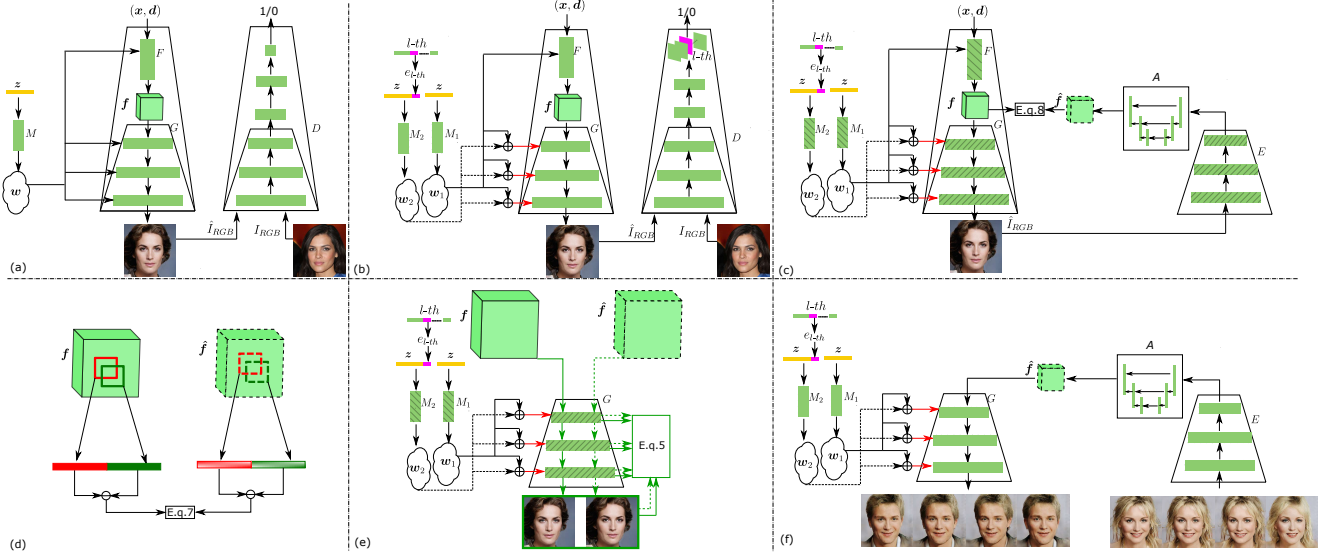 (x, d)
1/0
F
z
f
M
G
D
w
Î_RGB
I_RGB
(a)
(x, d)
1/0
l-th
F
l-th
e_l-th
z
z
f
M_2
M_1
G
D
w_2
w_1
Î_RGB
I_RGB
(b)
(x, d)
l-th
F
A
e_l-th
z
z
f
E.q.8
f̂
M_2
M_1
G
E
w_2
w_1
Î_RGB
(c)
f
f̂
E.q.7
(d)
f
f̂
l-th
e_l-th
z
z
M_2
M_1
G
E.q.5
w_2
w_1
(e)
l-th
e_l-th
z
z
A
f̂
M_2
M_1
G
E
w_2
w_1
(f)